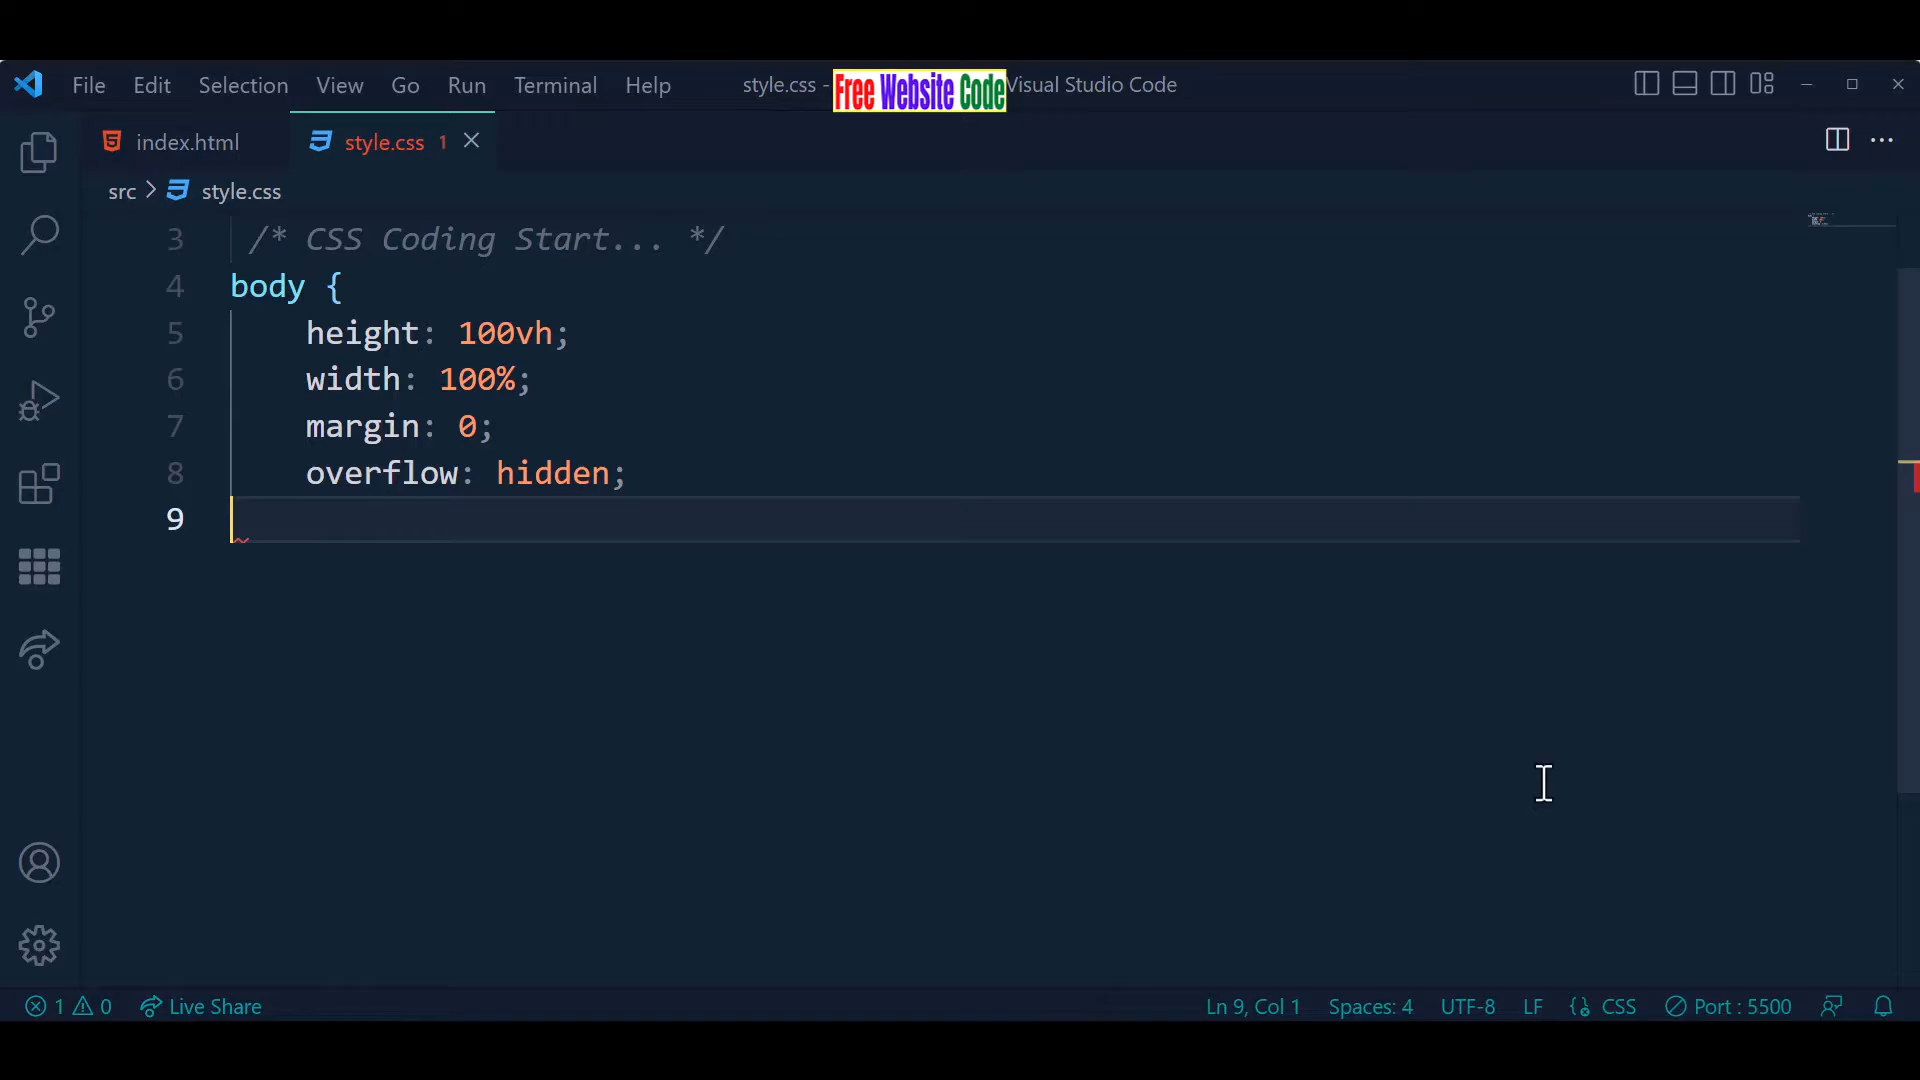 File Edit Selection View Go Run Terminal Help style.css - Free Website Code Visual Studio Code
index.html style.css 1
src > style.css
3 /* CSS Coding Start... */
4 body {
5 height: 100vh;
6 width: 100%;
7 margin: 0;
8 overflow: hidden;
9
1 0 Live Share Ln 9, Col 1 Spaces: 4 UTF-8 LF CSS Port : 5500